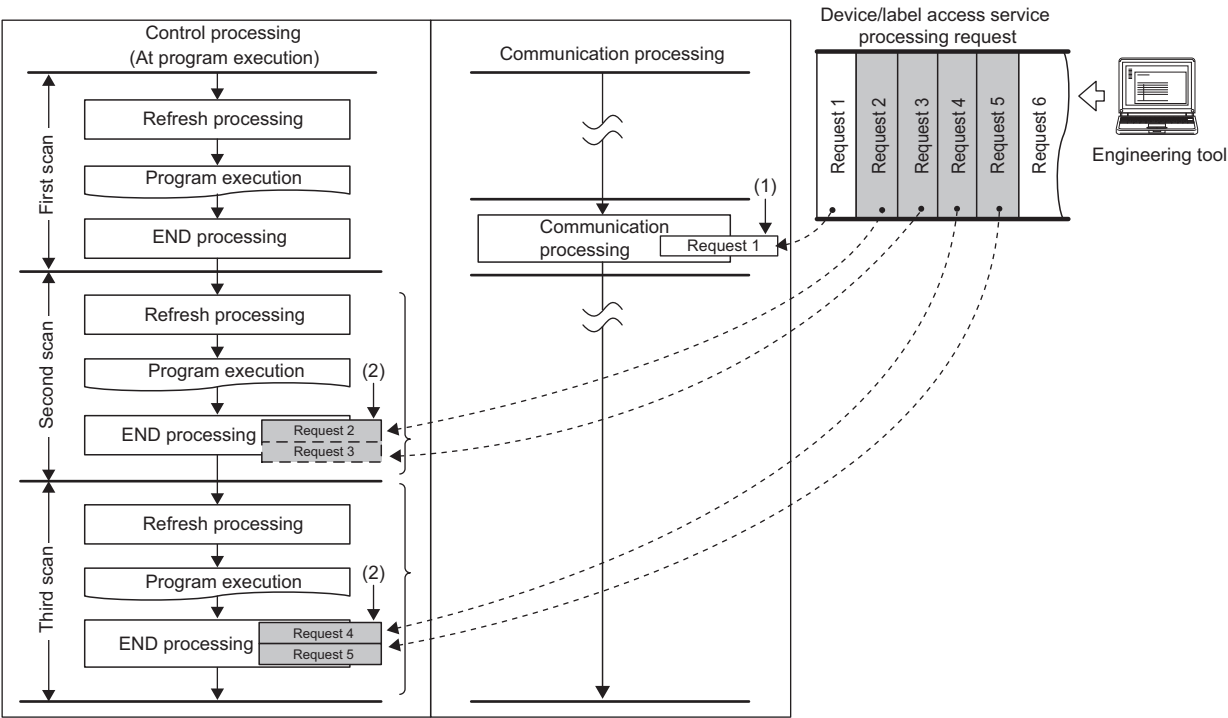 Control processing
(At program execution)
Communication processing
Device/label access service
processing request
First scan
Refresh processing
Program execution
END processing
Second scan
Refresh processing
Program execution
(2)
END processing
Request 2
Request 3
Third scan
Refresh processing
Program execution
(2)
END processing
Request 4
Request 5
(1)
Communication
processing
Request 1
Request 1
Request 2
Request 3
Request 4
Request 5
Request 6
Engineering tool